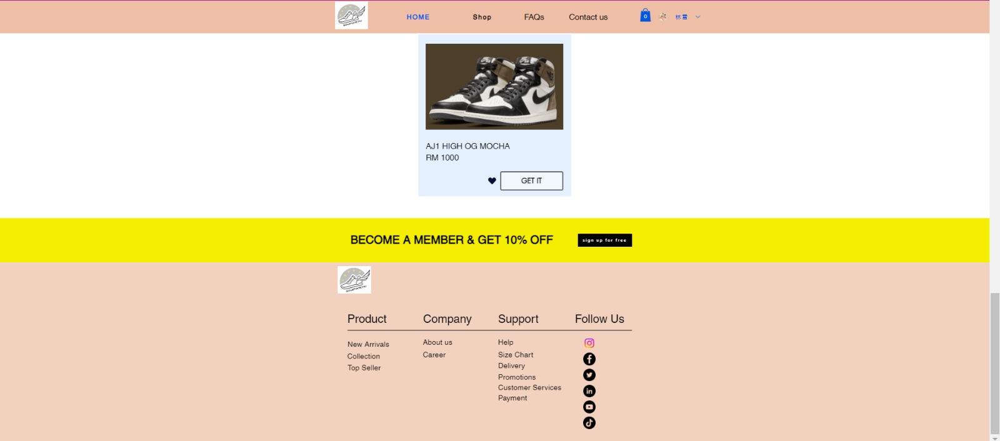 HOME
Shop
FAQs
Contact us
0
AJ1 HIGH OG MOCHA
RM 1000
GET IT
BECOME A MEMBER & GET 10% OFF
sign up for free
Product
Company
Support
Follow Us
New Arrivals
Collection
Top Seller
About us
Career
Help
Size Chart
Delivery
Promotions
Customer Services
Payment